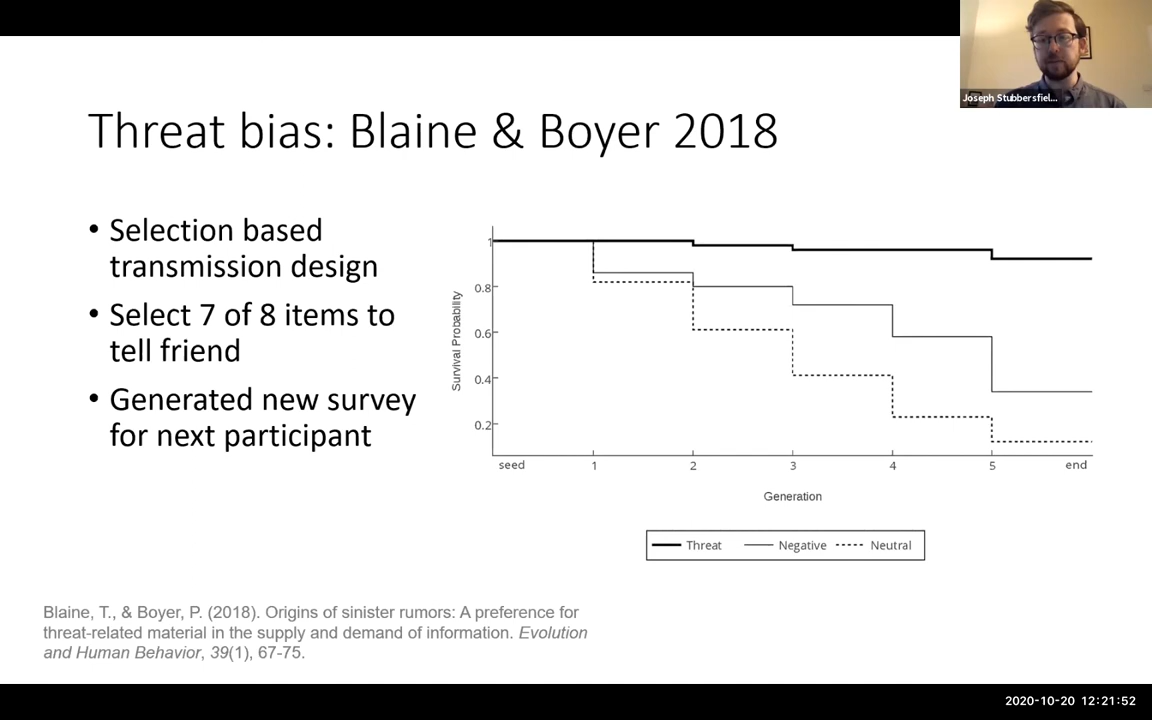 Joseph Stubbersfiel...
Threat bias: Blaine & Boyer 2018
• Selection based
transmission design
• Select 7 of 8 items to
tell friend
• Generated new survey
for next participant
Survival Probability
1
0.8
0.6
0.4
0.2
seed 1 2 3 4 5 end
Generation
Threat Negative Neutral
Blaine, T., & Boyer, P. (2018). Origins of sinister rumors: A preference for
threat-related material in the supply and demand of information. Evolution
and Human Behavior, 39(1), 67-75.
2020-10-20 12:21:52